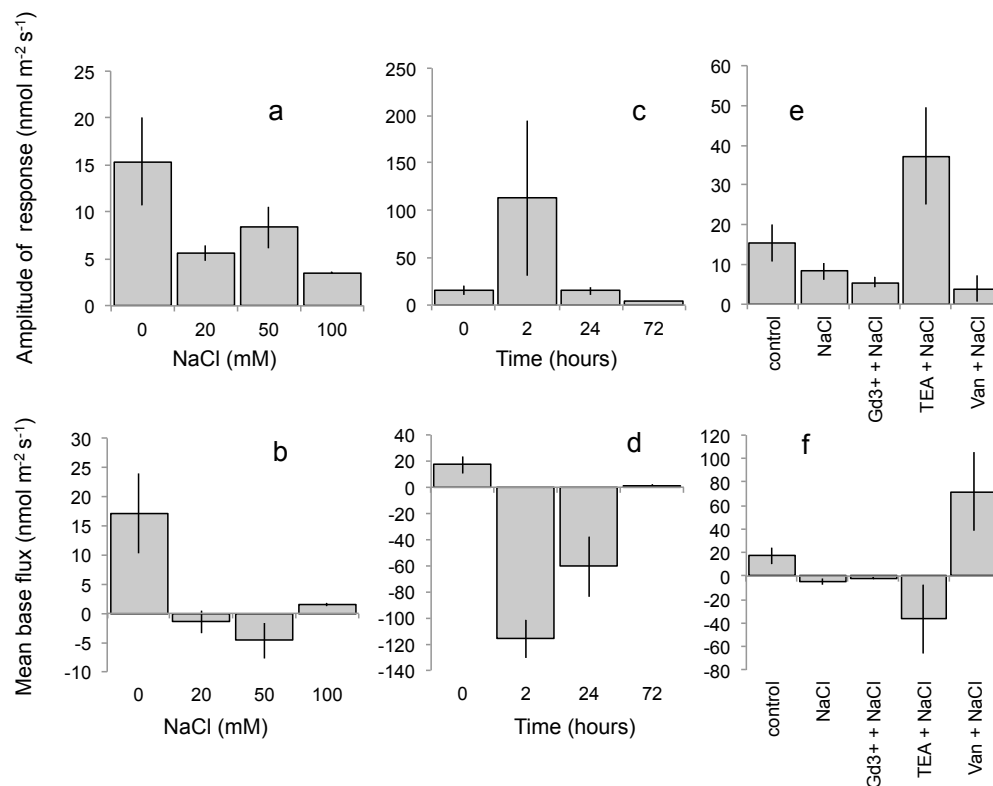 Amplitude of response (nmol m-2 s-1)
25
20
15
10
5
0
a
0 20 50 100
NaCl (mM)
250
200
150
100
50
0
c
0 2 24 72
Time (hours)
60
50
40
30
20
10
0
e
control
NaCl
Gd3+ + NaCl
TEA + NaCl
Van + NaCl
Mean base flux (nmol m-2 s-1)
30
25
20
15
10
5
0
-5
-10
b
0 20 50 100
NaCl (mM)
40
20
0
-20
-40
-60
-80
-100
-120
-140
d
0 2 24 72
Time (hours)
120
100
80
60
40
20
0
-20
-40
-60
-80
f
control
NaCl
Gd3+ + NaCl
TEA + NaCl
Van + NaCl